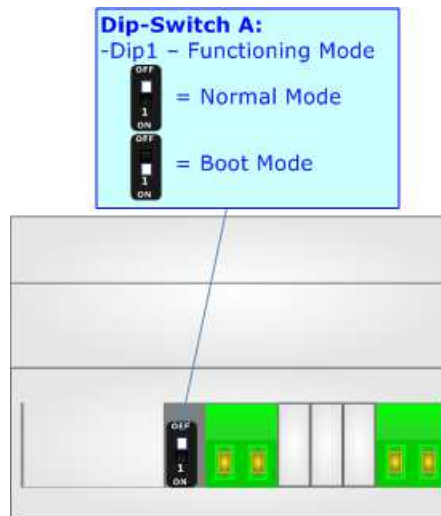 Dip-Switch A:
-Dip1 – Functioning Mode
OFF
1
ON
= Normal Mode
OFF
1
ON
= Boot Mode
OFF
1
ON